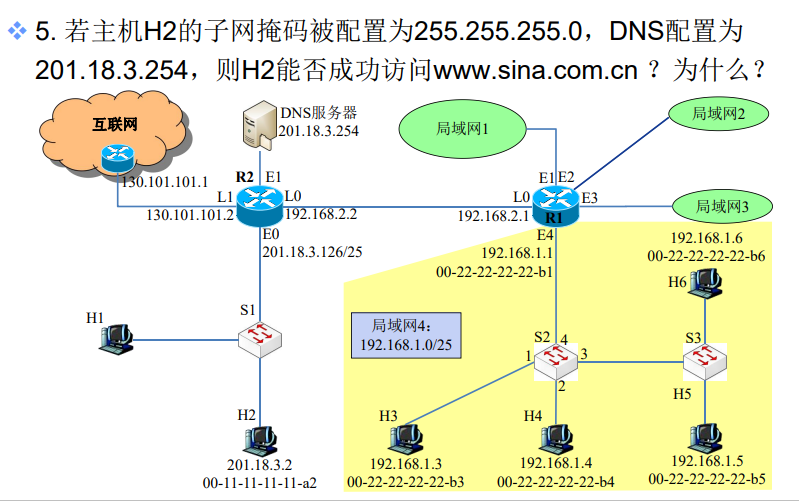 5. 若主机H2的子网掩码被配置为255.255.255.0，DNS配置为
201.18.3.254，则H2能否成功访问www.sina.com.cn ？为什么？
互联网
DNS服务器
201.18.3.254
局域网1
局域网2
130.101.101.1
R2
E1
L1
L0
130.101.101.2
192.168.2.2
E0
201.18.3.126/25
E1
E2
L0
E3
192.168.2.1
R1
E4
局域网3
192.168.1.1
00-22-22-22-22-b1
192.168.1.6
00-22-22-22-22-b6
H6
H1
S1
局域网4：
192.168.1.0/25
S2
4
1
3
2
S3
H5
H2
201.18.3.2
00-11-11-11-11-a2
H3
192.168.1.3
00-22-22-22-22-b3
H4
192.168.1.4
00-22-22-22-22-b4
192.168.1.5
00-22-22-22-22-b5